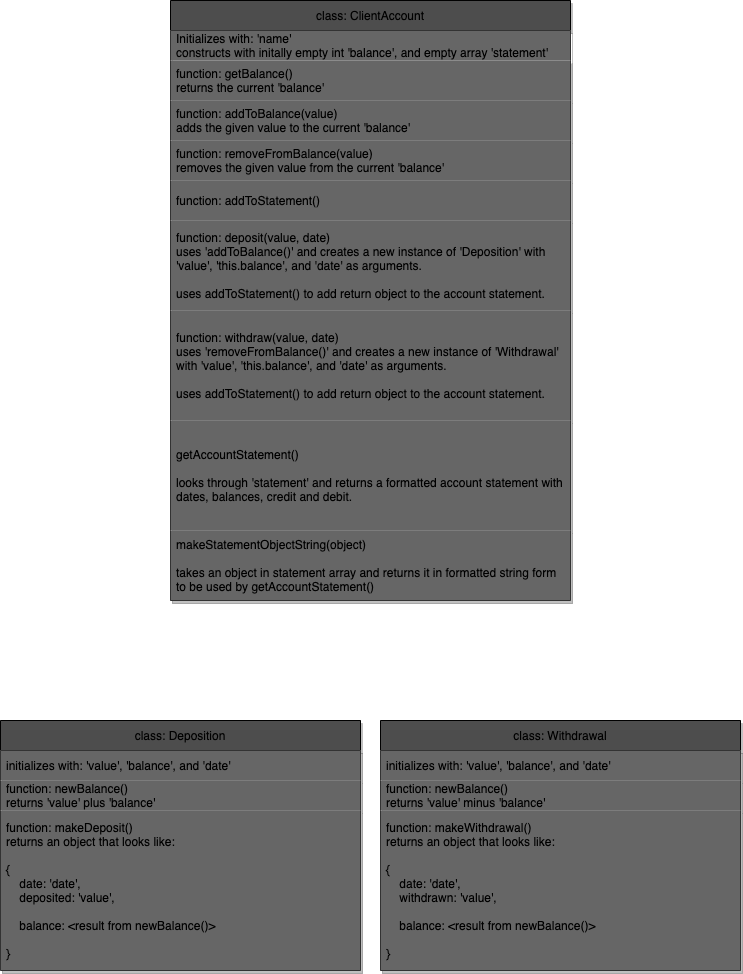 class: ClientAccount
Initializes with: 'name'
constructs with initally empty int 'balance', and empty array 'statement'
function: getBalance()
returns the current 'balance'
function: addToBalance(value)
adds the given value to the current 'balance'
function: removeFromBalance(value)
removes the given value from the current 'balance'
function: addToStatement()
function: deposit(value, date)
uses 'addToBalance()' and creates a new instance of 'Deposition' with
'value', 'this.balance', and 'date' as arguments.
uses addToStatement() to add return object to the account statement.
function: withdraw(value, date)
uses 'removeFromBalance()' and creates a new instance of 'Withdrawal'
with 'value', 'this.balance', and 'date' as arguments.
uses addToStatement() to add return object to the account statement.
getAccountStatement()
looks through 'statement' and returns a formatted account statement with
dates, balances, credit and debit.
makeStatementObjectString(object)
takes an object in statement array and returns it in formatted string form
to be used by getAccountStatement()
class: Deposition
initializes with: 'value', 'balance', and 'date'
function: newBalance()
returns 'value' plus 'balance'
function: makeDeposit()
returns an object that looks like:
{
date: 'date',
deposited: 'value',
balance: <result from newBalance()>
}
class: Withdrawal
initializes with: 'value', 'balance', and 'date'
function: newBalance()
returns 'value' minus 'balance'
function: makeWithdrawal()
returns an object that looks like:
{
date: 'date',
withdrawn: 'value',
balance: <result from newBalance()>
}